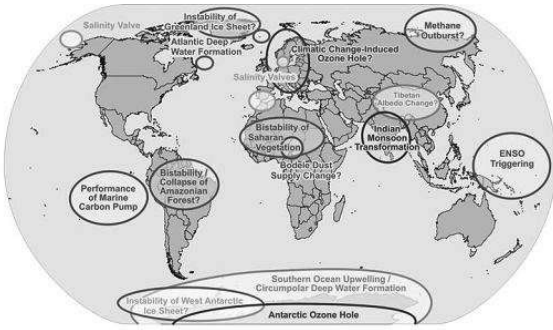 Salinity Valve
Instability of
Greenland Ice Sheet?
Atlantic Deep
Water Formation
Climatic Change-Induced
Ozone Hole?
Methane
Outburst?
Salinity Valves
Tibetan
Albedo Change?
Bistability of
Saharan
Vegetation
Indian
Monsoon
Transformation
Bodele Dust
Supply Change?
ENSO
Triggering
Performance
of Marine
Carbon Pump
Bistability /
Collapse of
Amazonian
Forest?
Southern Ocean Upwelling /
Circumpolar Deep Water Formation
Instability of West Antarctic
Ice Sheet?
Antarctic Ozone Hole